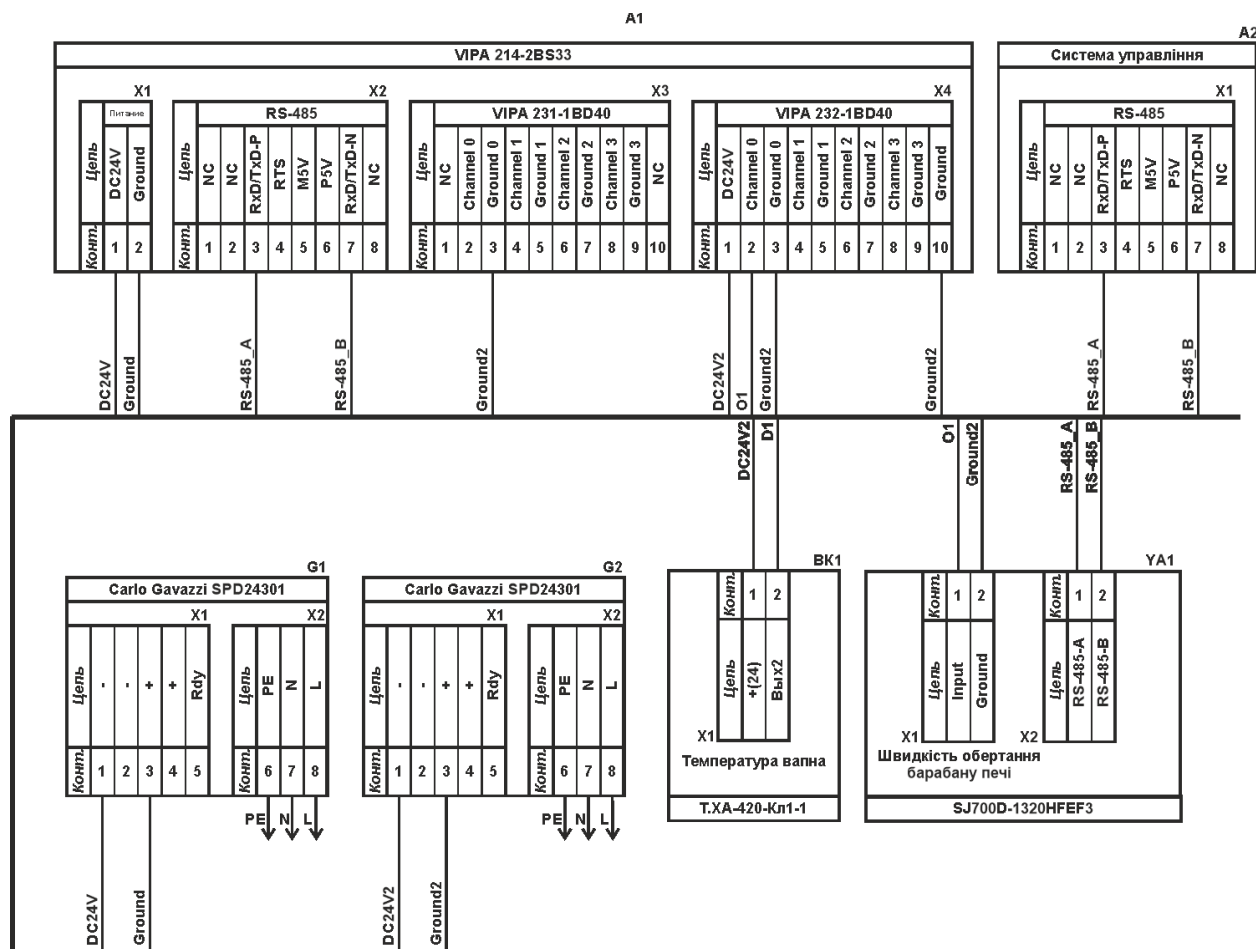 A1
A2
VIPA 214-2BS33
Система управління
X1
X2
X3
X4
X1
Питание
RS-485
VIPA 231-1BD40
VIPA 232-1BD40
RS-485
Цепь
DC24V
Ground
Цепь
NC
NC
RxD/TxD-P
RTS
M5V
P5V
RxD/TxD-N
NC
Цепь
NC
Channel 0
Ground 0
Channel 1
Ground 1
Channel 2
Ground 2
Channel 3
Ground 3
NC
Цепь
DC24V
Channel 0
Ground 0
Channel 1
Ground 1
Channel 2
Ground 2
Channel 3
Ground 3
Ground
Цепь
NC
NC
RxD/TxD-P
RTS
M5V
P5V
RxD/TxD-N
NC
Конт. 1 2
Конт. 1 2 3 4 5 6 7 8
Конт. 1 2 3 4 5 6 7 8 9 10
Конт. 1 2 3 4 5 6 7 8 9 10
Конт. 1 2 3 4 5 6 7 8
DC24V
Ground
RS-485_A
RS-485_B
Ground2
DC24V2
O1
Ground2
Ground2
RS-485_A
RS-485_B
DC24V2
D1
O1
Ground2
RS-485_A
RS-485_B
G1
Carlo Gavazzi SPD24301
X1
X2
Цепь
-
-
+
+
Rdy
Цепь
PE
N
L
Конт. 1 2 3 4 5
Конт. 6 7 8
PE N L
DC24V
Ground
G2
Carlo Gavazzi SPD24301
X1
X2
Цепь
-
-
+
+
Rdy
Цепь
PE
N
L
Конт. 1 2 3 4 5
Конт. 6 7 8
PE N L
DC24V2
Ground2
BK1
Конт. 1 2
Цепь
+(24)
Вых2
X1
Температура вапна
Т.ХА-420-Кл1-1
YA1
Конт. 1 2
Конт. 1 2
Цепь
Input
Ground
Цепь
RS-485-A
RS-485-B
X1
X2
Швидкість обертання
барабану печі
SJ700D-1320HFEF3